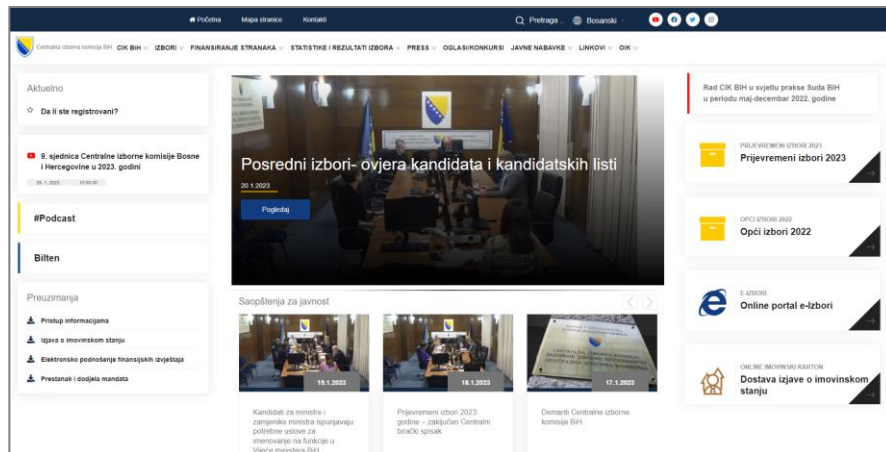 Početna Mapa stranice Kontakti Pretraga .. Bosanski
Centralna izborna komisija BiH CIK BiH IZBORI FINANSIRANJE STRANAKA STATISTIKE I REZULTATI IZBORA PRESS OGLASI/KONKURSI JAVNE NABAVKE LINKOVI OIK
Aktuelno
Da li ste registrovani?
9. sjednica Centralne izborne komisije Bosne
i Hercegovine u 2023. godini
#Podcast
Bilten
Preuzimanja
Pristup informacijama
Izjava o imovinskom stanju
Elektronsko podnošenje finansijskih izvještaja
Prestanak i dodjela mandata
Posredni izbori- ovjera kandidata i kandidatskih listi
20.1.2023
Pogledaj
Saopštenja za javnost
19.1.2023
Kandidati za ministre i
zamjenike ministra ispunjavaju
potrebne uslove za
imenovanje na funkcije u
Vijeće ministara BiH
18.1.2023
Prijevremeni izbori 2023.
godine – zaključen Centralni
birački spisak
17.1.2023
Demanti Centralne izborne
komisije BiH
Rad CIK BIH u svjetlu prakse Suda BIH
u periodu maj-decembar 2022. godine
PRIJEVREMENI IZBORI 2023
Prijevremeni izbori 2023
OPĆI IZBORI 2022
Opći izbori 2022
E-IZBORI
Online portal e-Izbori
ONLINE IMOVINSKI KARTON
Dostava izjave o imovinskom
stanju